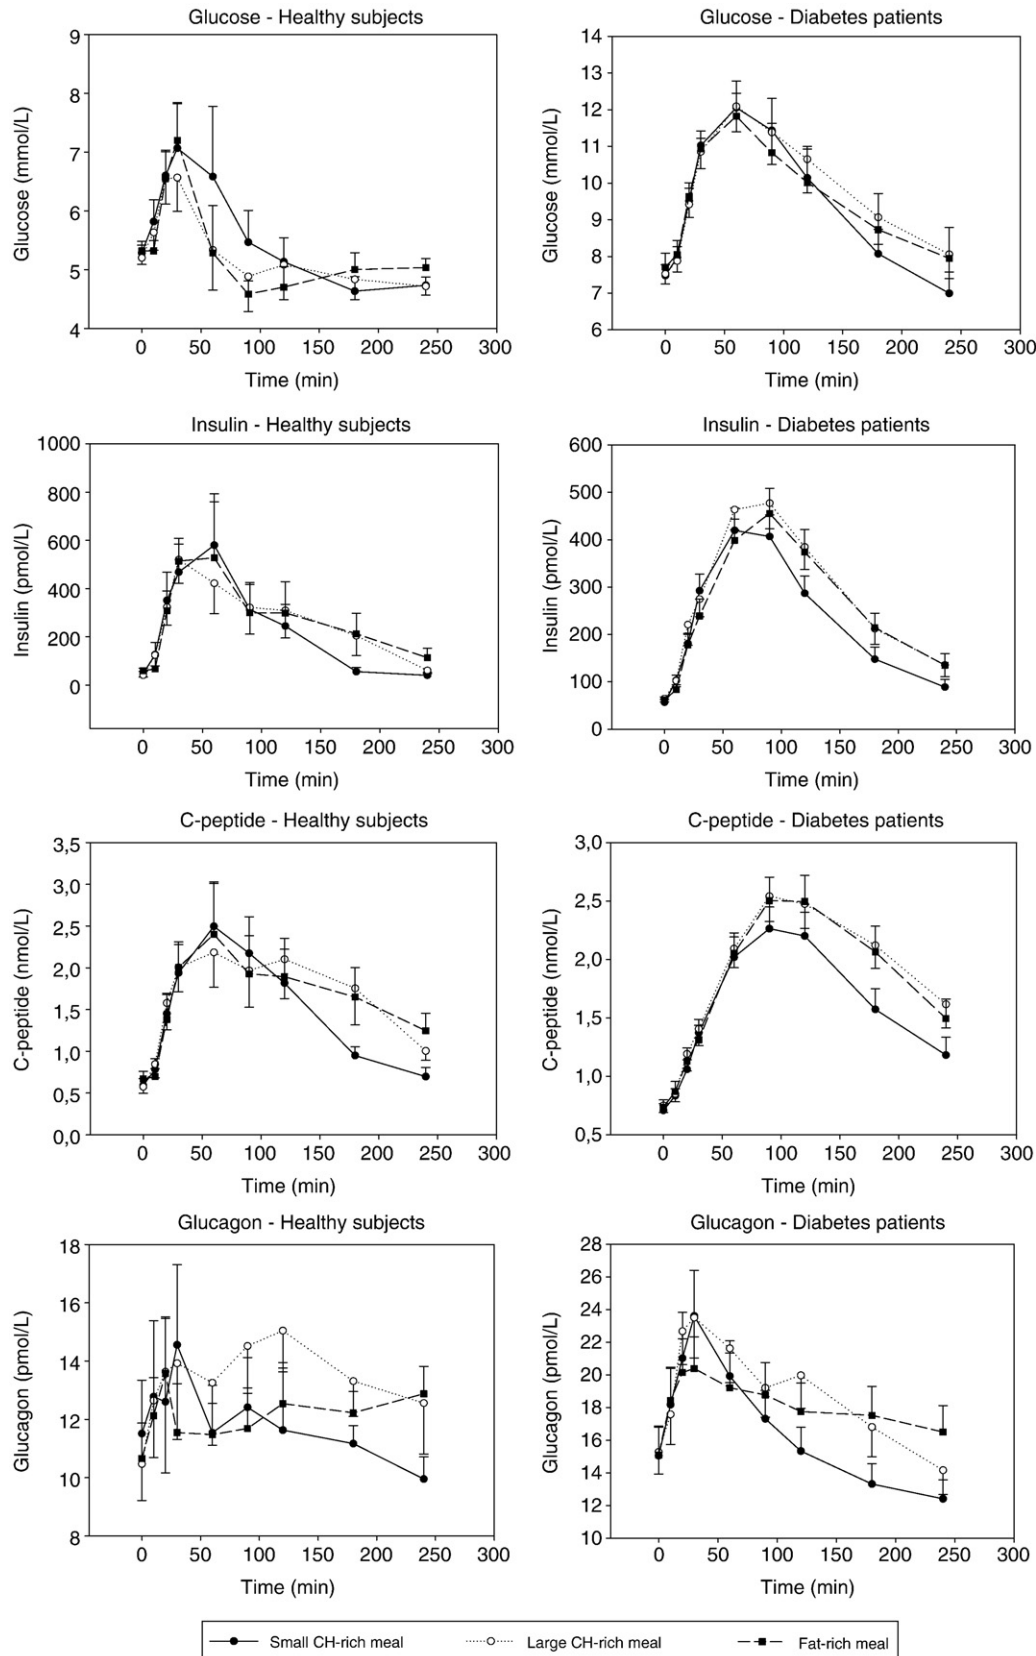 Glucose - Healthy subjects
9
8
7
6
5
4
Glucose (mmol/L)
0 50 100 150 200 250 300
Time (min)
Glucose - Diabetes patients
14
13
12
11
10
9
8
7
6
Glucose (mmol/L)
0 50 100 150 200 250 300
Time (min)
Insulin - Healthy subjects
1000
800
600
400
200
0
Insulin (pmol/L)
0 50 100 150 200 250 300
Time (min)
Insulin - Diabetes patients
600
500
400
300
200
100
0
Insulin (pmol/L)
0 50 100 150 200 250 300
Time (min)
C-peptide - Healthy subjects
3,5
3,0
2,5
2,0
1,5
1,0
0,5
0,0
C-peptide (nmol/L)
0 50 100 150 200 250 300
Time (min)
C-peptide - Diabetes patients
3,0
2,5
2,0
1,5
1,0
0,5
C-peptide (nmol/L)
0 50 100 150 200 250 300
Time (min)
Glucagon - Healthy subjects
18
16
14
12
10
8
Glucagon (pmol/L)
0 50 100 150 200 250 300
Time (min)
Glucagon - Diabetes patients
28
26
24
22
20
18
16
14
12
10
Glucagon (pmol/L)
0 50 100 150 200 250 300
Time (min)
Small CH-rich meal Large CH-rich meal Fat-rich meal